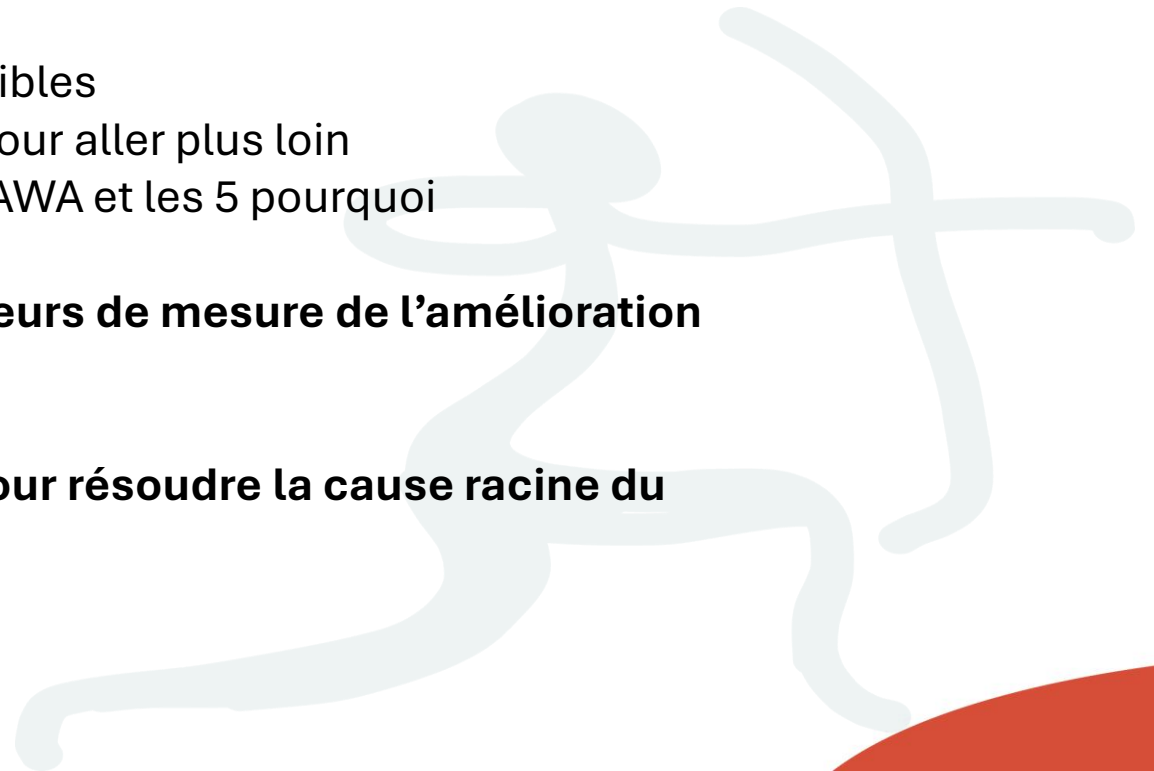 ibles
our aller plus loin
AWA et les 5 pourquoi
eurs de mesure de l’amélioration
our résoudre la cause racine du